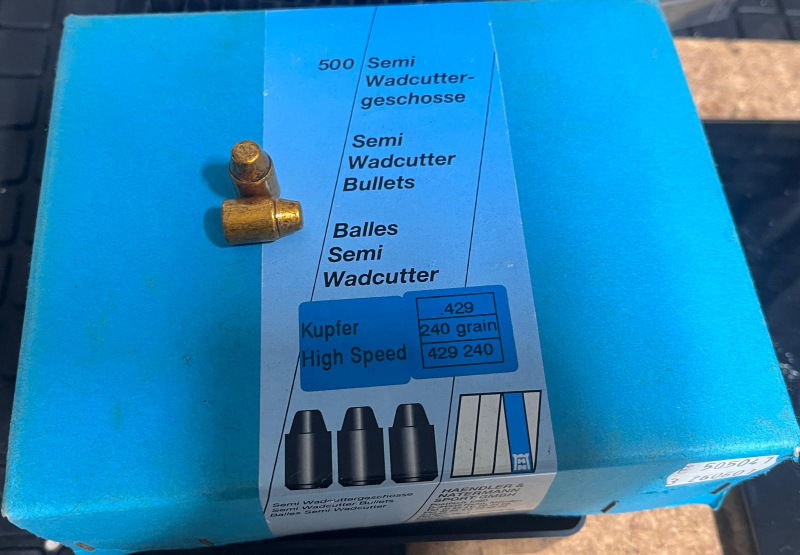 500 Semi
Wadcutter-
geschosse
Semi
Wadcutter
Bullets
Balles
Semi
Wadcutter
Kupfer
High Speed
.429
240 grain
429 240
Semi Wadcuttergeschosse
Semi Wadcutter Bullets
Balles Semi Wadcutter
HAENDLER &
NATERMANN
SPORT GMBH